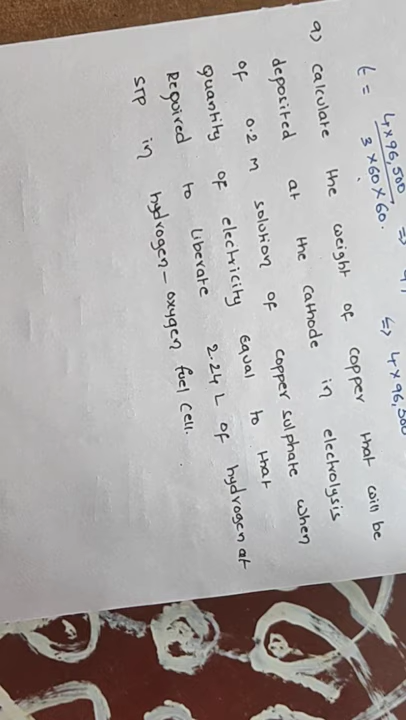 t = 4×96,500 ⇒
3×60×60.
⇒ 4×96,500
9) calculate the weight of copper that will be
deposited at the cathode in electrolysis
of 0.2 M solution of copper sulphate when
quantity of electricity equal to that
Required to liberate 2.24 L of hydrogen at
STP in hydrogen - oxygen fuel cell.